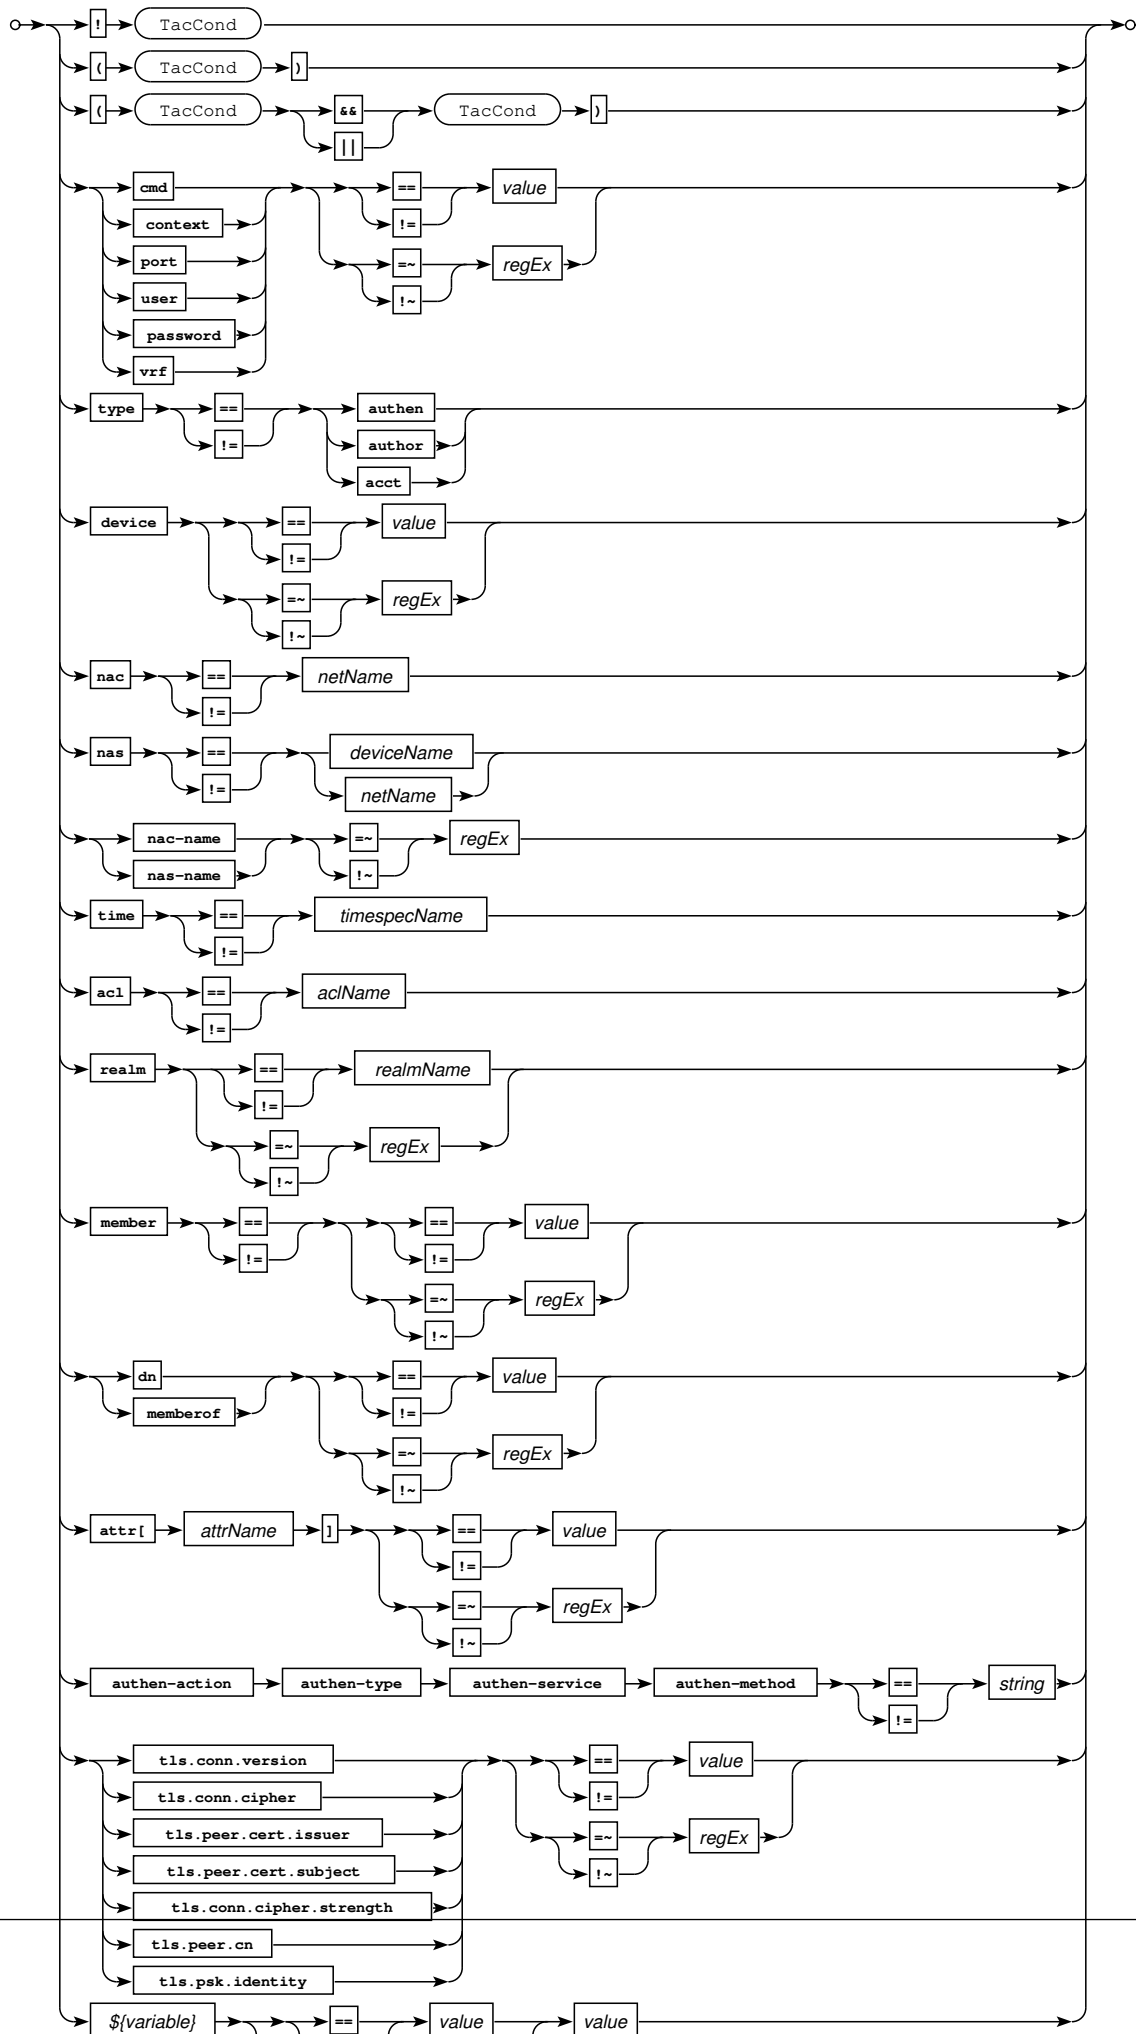 ! TacCond
( TacCond )
( TacCond && TacCond )
||
cmd == value
context !=
port =~ regEx
user !~
password
vrf
type == authen
!= author
acct
device == value
!=
=~ regEx
!~
nac == netName
!=
nas == deviceName
!= netName
nac-name =~ regEx
nas-name !~
time == timespecName
!=
acl == aclName
!=
realm == realmName
!=
=~ regEx
!~
member == == value
!= !=
=~ regEx
!~
dn == value
memberof !=
=~ regEx
!~
attr[ attrName ] == value
!=
=~ regEx
!~
authen-action authen-type authen-service authen-method == string
!=
tls.conn.version == value
tls.conn.cipher !=
tls.peer.cert.issuer =~ regEx
tls.peer.cert.subject !~
tls.conn.cipher.strength
tls.peer.cn
tls.psk.identity
${variable} == value value